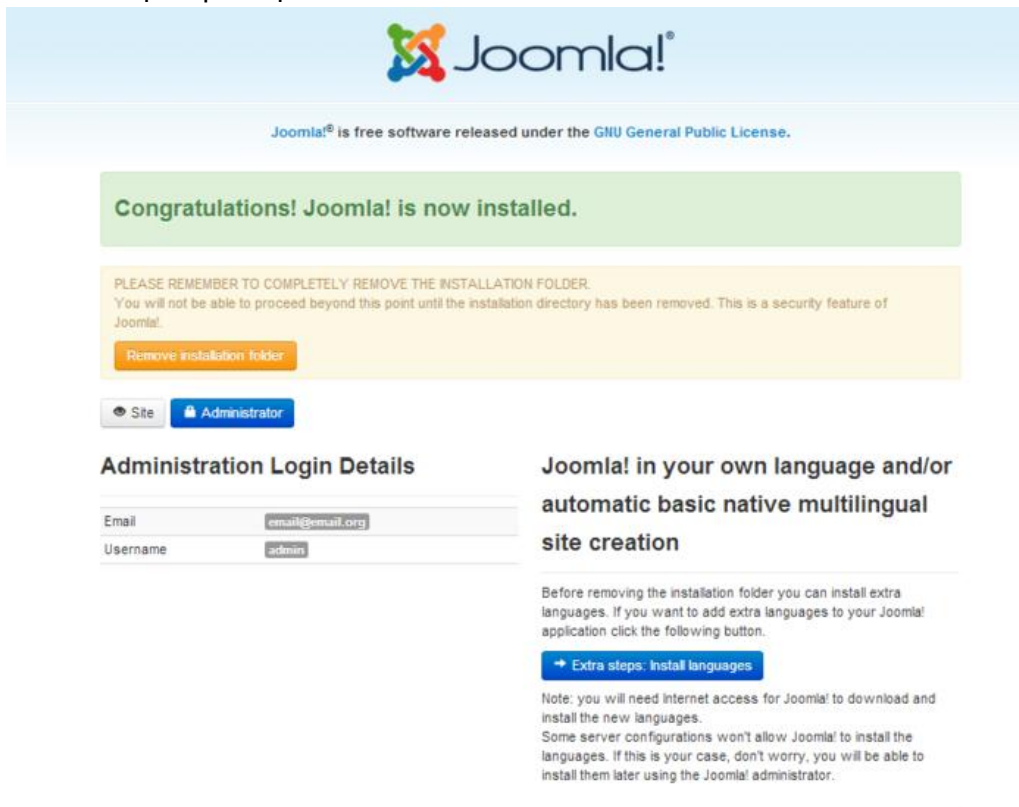 Joomla!®
Joomla!® is free software released under the GNU General Public License.
Congratulations! Joomla! is now installed.
PLEASE REMEMBER TO COMPLETELY REMOVE THE INSTALLATION FOLDER.
You will not be able to proceed beyond this point until the installation directory has been removed. This is a security feature of
Joomla!.
Remove installation folder
Site
Administrator
Administration Login Details
Email email@email.org
Username admin
Joomla! in your own language and/or
automatic basic native multilingual
site creation
Before removing the installation folder you can install extra
languages. If you want to add extra languages to your Joomla!
application click the following button.
→ Extra steps: Install languages
Note: you will need Internet access for Joomla! to download and
install the new languages.
Some server configurations won't allow Joomla! to install the
languages. If this is your case, don't worry, you will be able to
install them later using the Joomla! administrator.